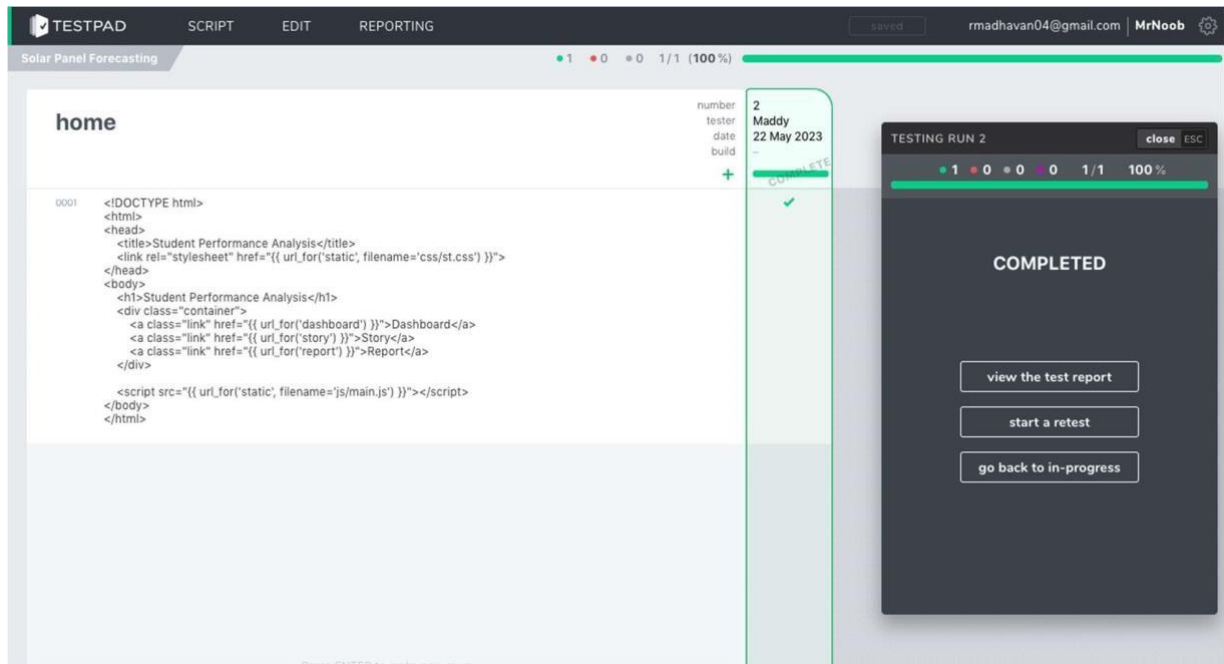 TESTPAD SCRIPT EDIT REPORTING saved rmadhavan04@gmail.com | MrNoob
Solar Panel Forecasting 1 0 0 1/1 (100%)
home
number 2
tester Maddy
date 22 May 2023
build –
+
COMPLETE
0001 <!DOCTYPE html>
<html>
<head>
<title>Student Performance Analysis</title>
<link rel="stylesheet" href="{{ url_for('static', filename='css/st.css') }}">
</head>
<body>
<h1>Student Performance Analysis</h1>
<div class="container">
<a class="link" href="{{ url_for('dashboard') }}">Dashboard</a>
<a class="link" href="{{ url_for('story') }}">Story</a>
<a class="link" href="{{ url_for('report') }}">Report</a>
</div>
<script src="{{ url_for('static', filename='js/main.js') }}"></script>
</body>
</html>
TESTING RUN 2 close ESC
1 0 0 0 1/1 100%
COMPLETED
view the test report
start a retest
go back to in-progress